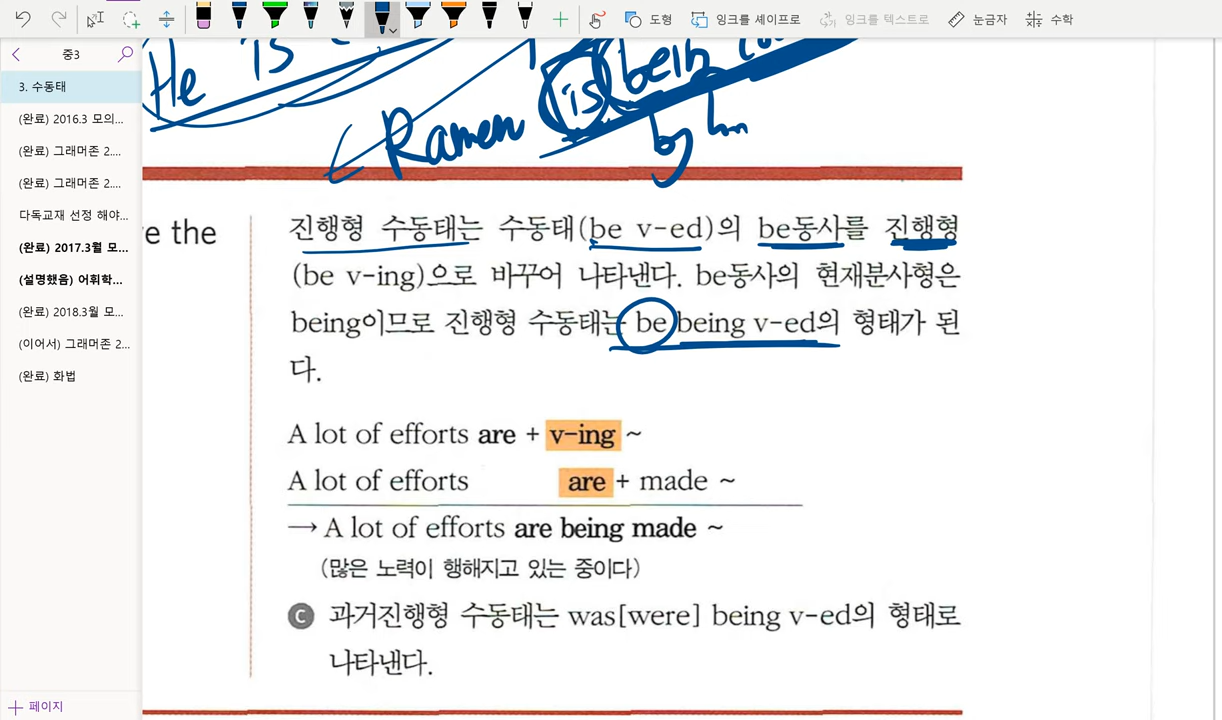 도형
잉크를 셰이프로
잉크를 텍스트로
눈금자
수학
중3
3. 수동태
(완료) 2016.3 모의...
(완료) 그래머존 2....
(완료) 그래머존 2....
다독교재 선정 해야...
(완료) 2017.3월 모...
(설명했음) 어휘학...
(완료) 2018.3월 모...
(이어서) 그래머존 2...
(완료) 화법
페이지
He is
Ramen is bein
by
e the
진행형 수동태는 수동태(be v-ed)의 be동사를 진행형
(be v-ing)으로 바꾸어 나타낸다. be동사의 현재분사형은
being이므로 진행형 수동태는 be being v-ed의 형태가 된
다.
A lot of efforts are + v-ing ~
A lot of efforts are + made ~
→ A lot of efforts are being made ~
(많은 노력이 행해지고 있는 중이다)
C 과거진행형 수동태는 was[were] being v-ed의 형태로
나타낸다.